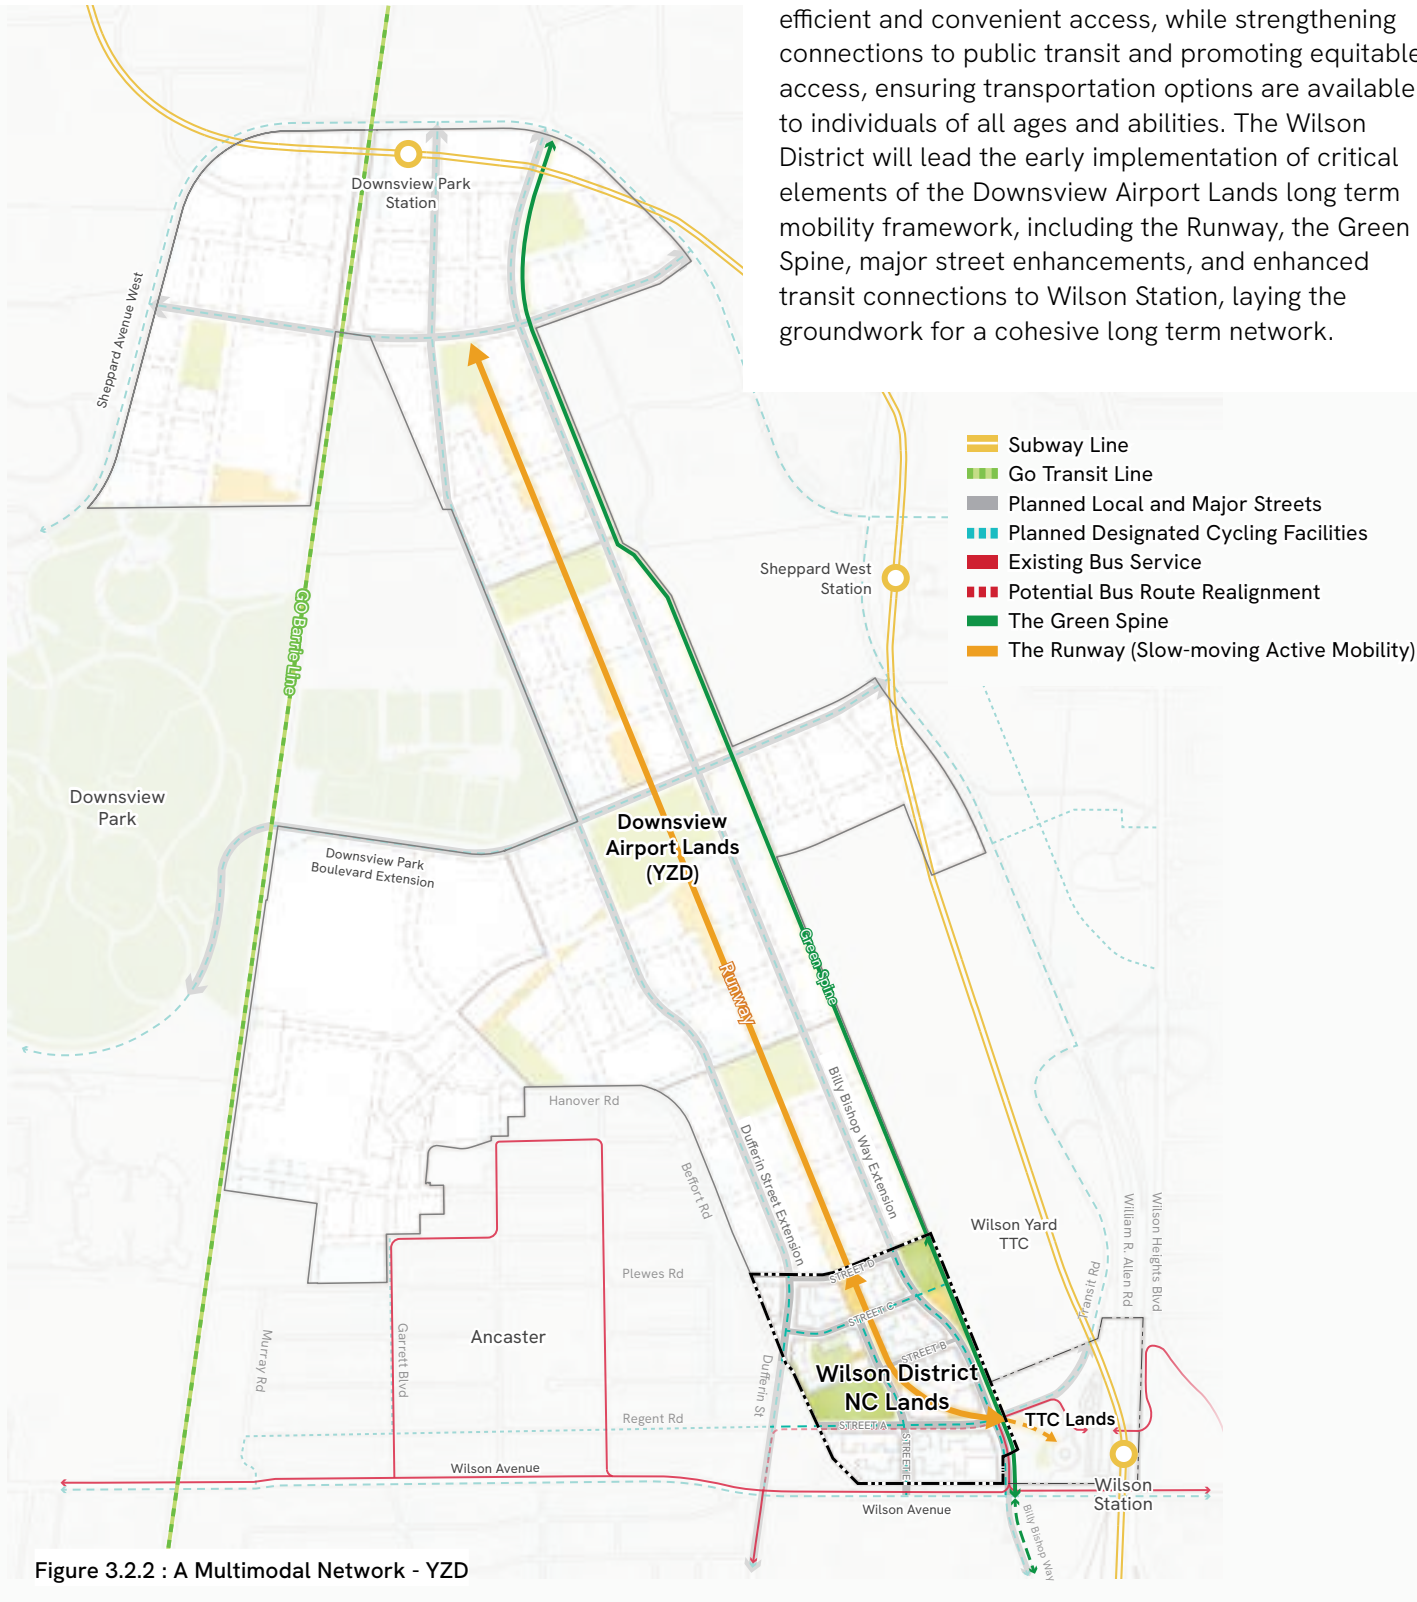 efficient and convenient access, while strengthening
connections to public transit and promoting equitable
access, ensuring transportation options are available
to individuals of all ages and abilities. The Wilson
District will lead the early implementation of critical
elements of the Downsview Airport Lands long term
mobility framework, including the Runway, the Green
Spine, major street enhancements, and enhanced
transit connections to Wilson Station, laying the
groundwork for a cohesive long term network.
Subway Line
Go Transit Line
Planned Local and Major Streets
Planned Designated Cycling Facilities
Existing Bus Service
Potential Bus Route Realignment
The Green Spine
The Runway (Slow-moving Active Mobility)
Downsview Park
Station
Sheppard Avenue West
Sheppard West
Station
GO Barrie Line
Downsview
Park
Downsview
Airport Lands
(YZD)
Downsview Park
Boulevard Extension
Green Spine
Runway
Hanover Rd
Billy Bishop Way Extension
Dufferin Street Extension
Beffort Rd
Wilson Yard
TTC
William R. Allen Rd
Wilson Heights Blvd
Transit Rd
Plewes Rd
STREET D
STREET C
STREET B
Ancaster
Murray Rd
Garrett Blvd
Dufferin St
Wilson District
NC Lands
TTC Lands
Regent Rd
STREET A
STREET E
Wilson Avenue
Wilson
Station
Wilson Avenue
Billy Bishop Way
Figure 3.2.2 : A Multimodal Network - YZD